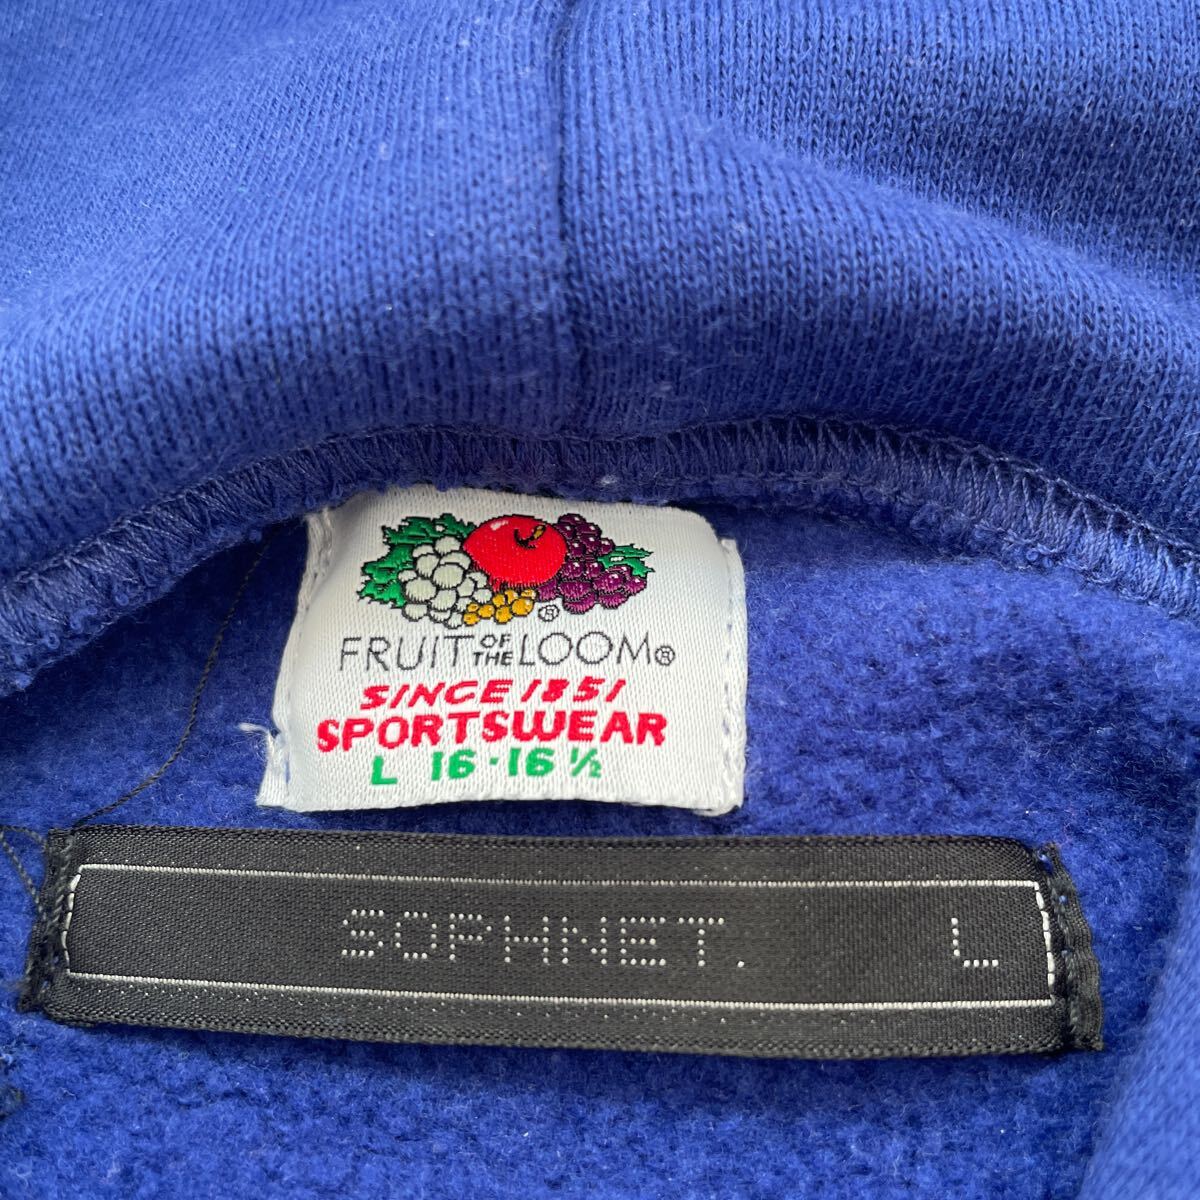 ®
FRUIT OF THE LOOM®
SINCE 1851
SPORTSWEAR
L 16·16 ½
SOPHNET. L